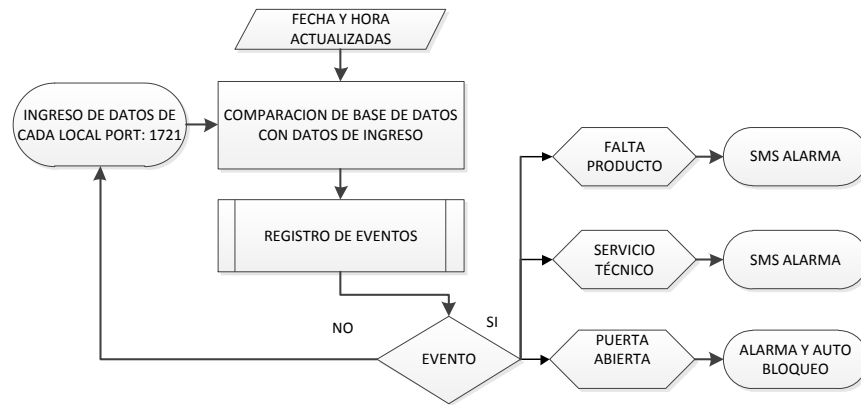 FECHA Y HORA
ACTUALIZADAS
INGRESO DE DATOS DE
CADA LOCAL PORT: 1721
COMPARACION DE BASE DE DATOS
CON DATOS DE INGRESO
FALTA
PRODUCTO
SMS ALARMA
REGISTRO DE EVENTOS
SERVICIO
TÉCNICO
SMS ALARMA
NO
SI
EVENTO
PUERTA
ABIERTA
ALARMA Y AUTO
BLOQUEO